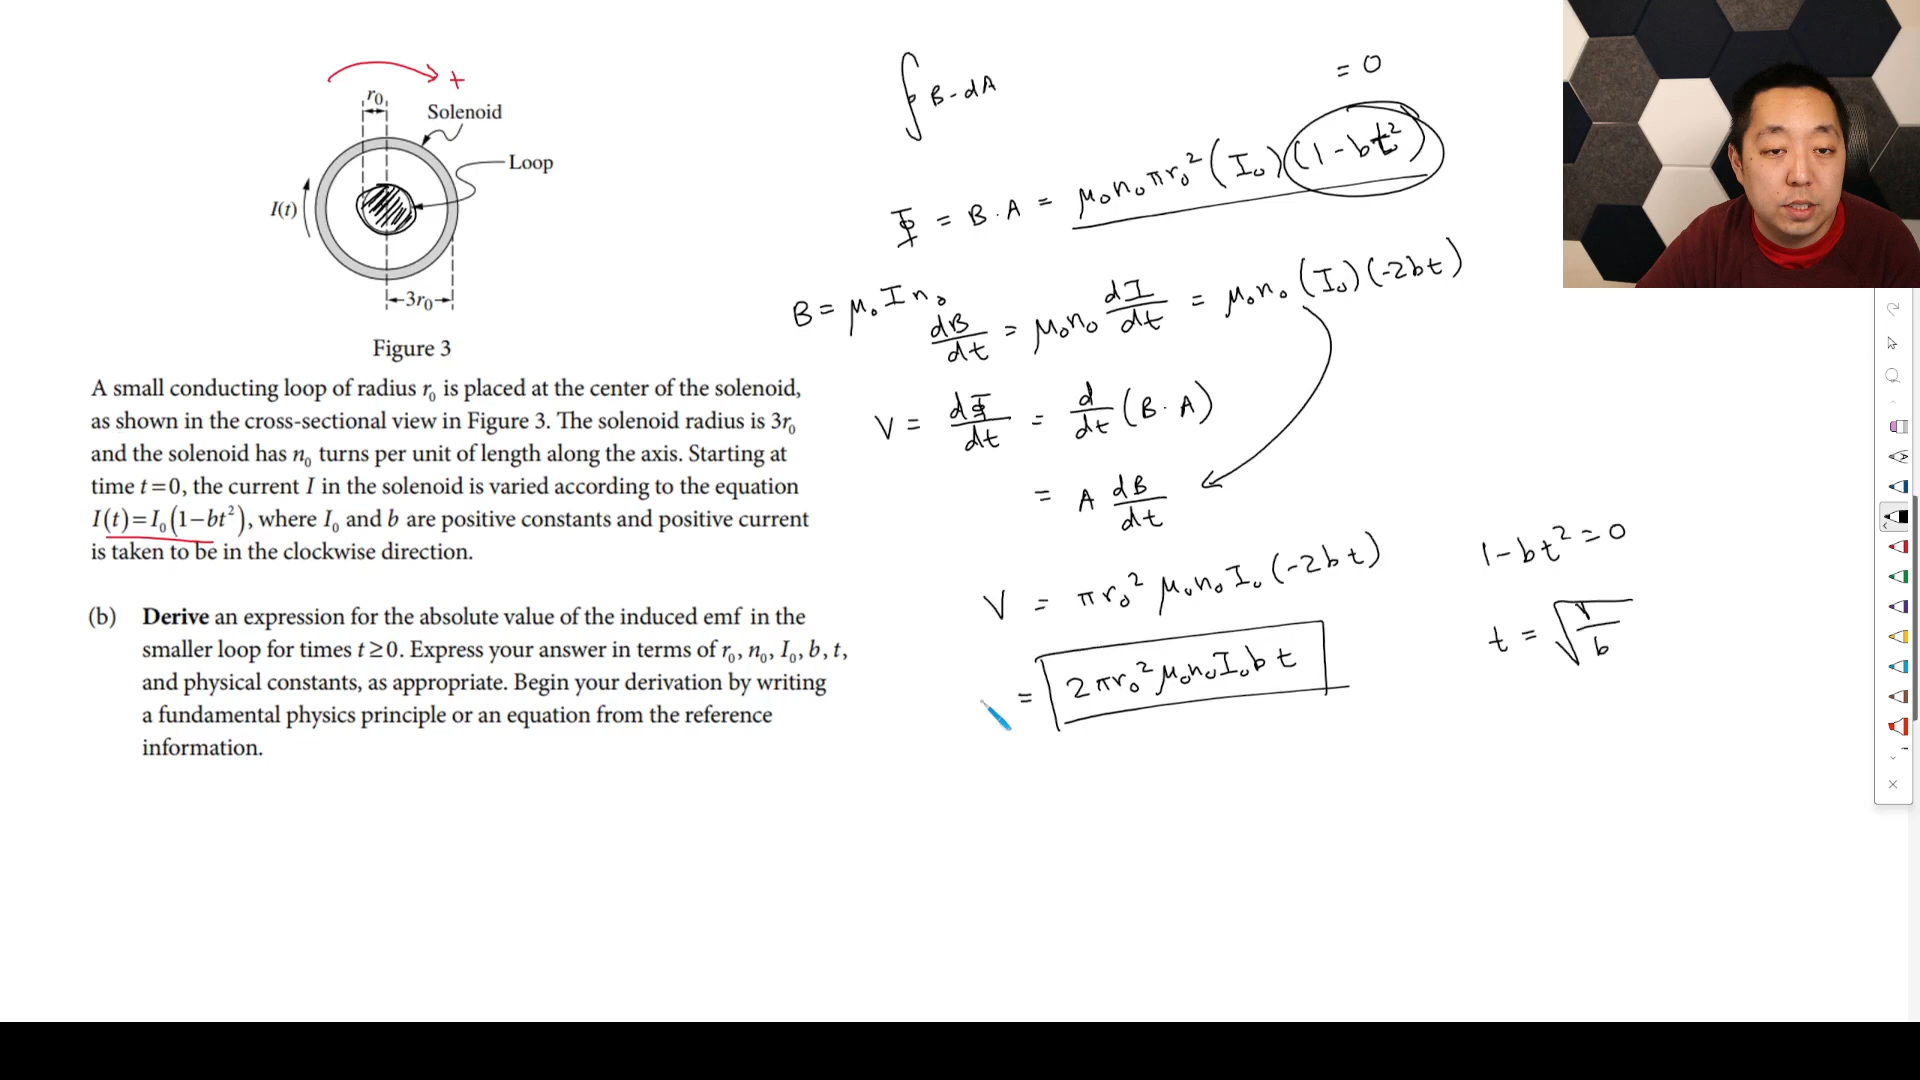 +
r₀
Solenoid
Loop
I(t)
3r₀
Figure 3
A small conducting loop of radius r₀ is placed at the center of the solenoid,
as shown in the cross-sectional view in Figure 3. The solenoid radius is 3r₀
and the solenoid has n₀ turns per unit of length along the axis. Starting at
time t=0, the current I in the solenoid is varied according to the equation
I(t)=I₀(1−bt²), where I₀ and b are positive constants and positive current
is taken to be in the clockwise direction.
(b) Derive an expression for the absolute value of the induced emf in the
smaller loop for times t≥0. Express your answer in terms of r₀, n₀, I₀, b, t,
and physical constants, as appropriate. Begin your derivation by writing
a fundamental physics principle or an equation from the reference
information.
∮ B·dA
= 0
Φ = B·A = μ₀n₀πr₀²(I₀)(1−bt²)
B = μ₀In₀
dB/dt = μ₀n₀ dI/dt = μ₀n₀(I₀)(-2bt)
V = dΦ/dt = d/dt (B·A)
= A dB/dt
V = πr₀² μ₀n₀I₀(-2bt)
= 2πr₀²μ₀n₀I₀bt
1−bt² = 0
t = √(1/b)